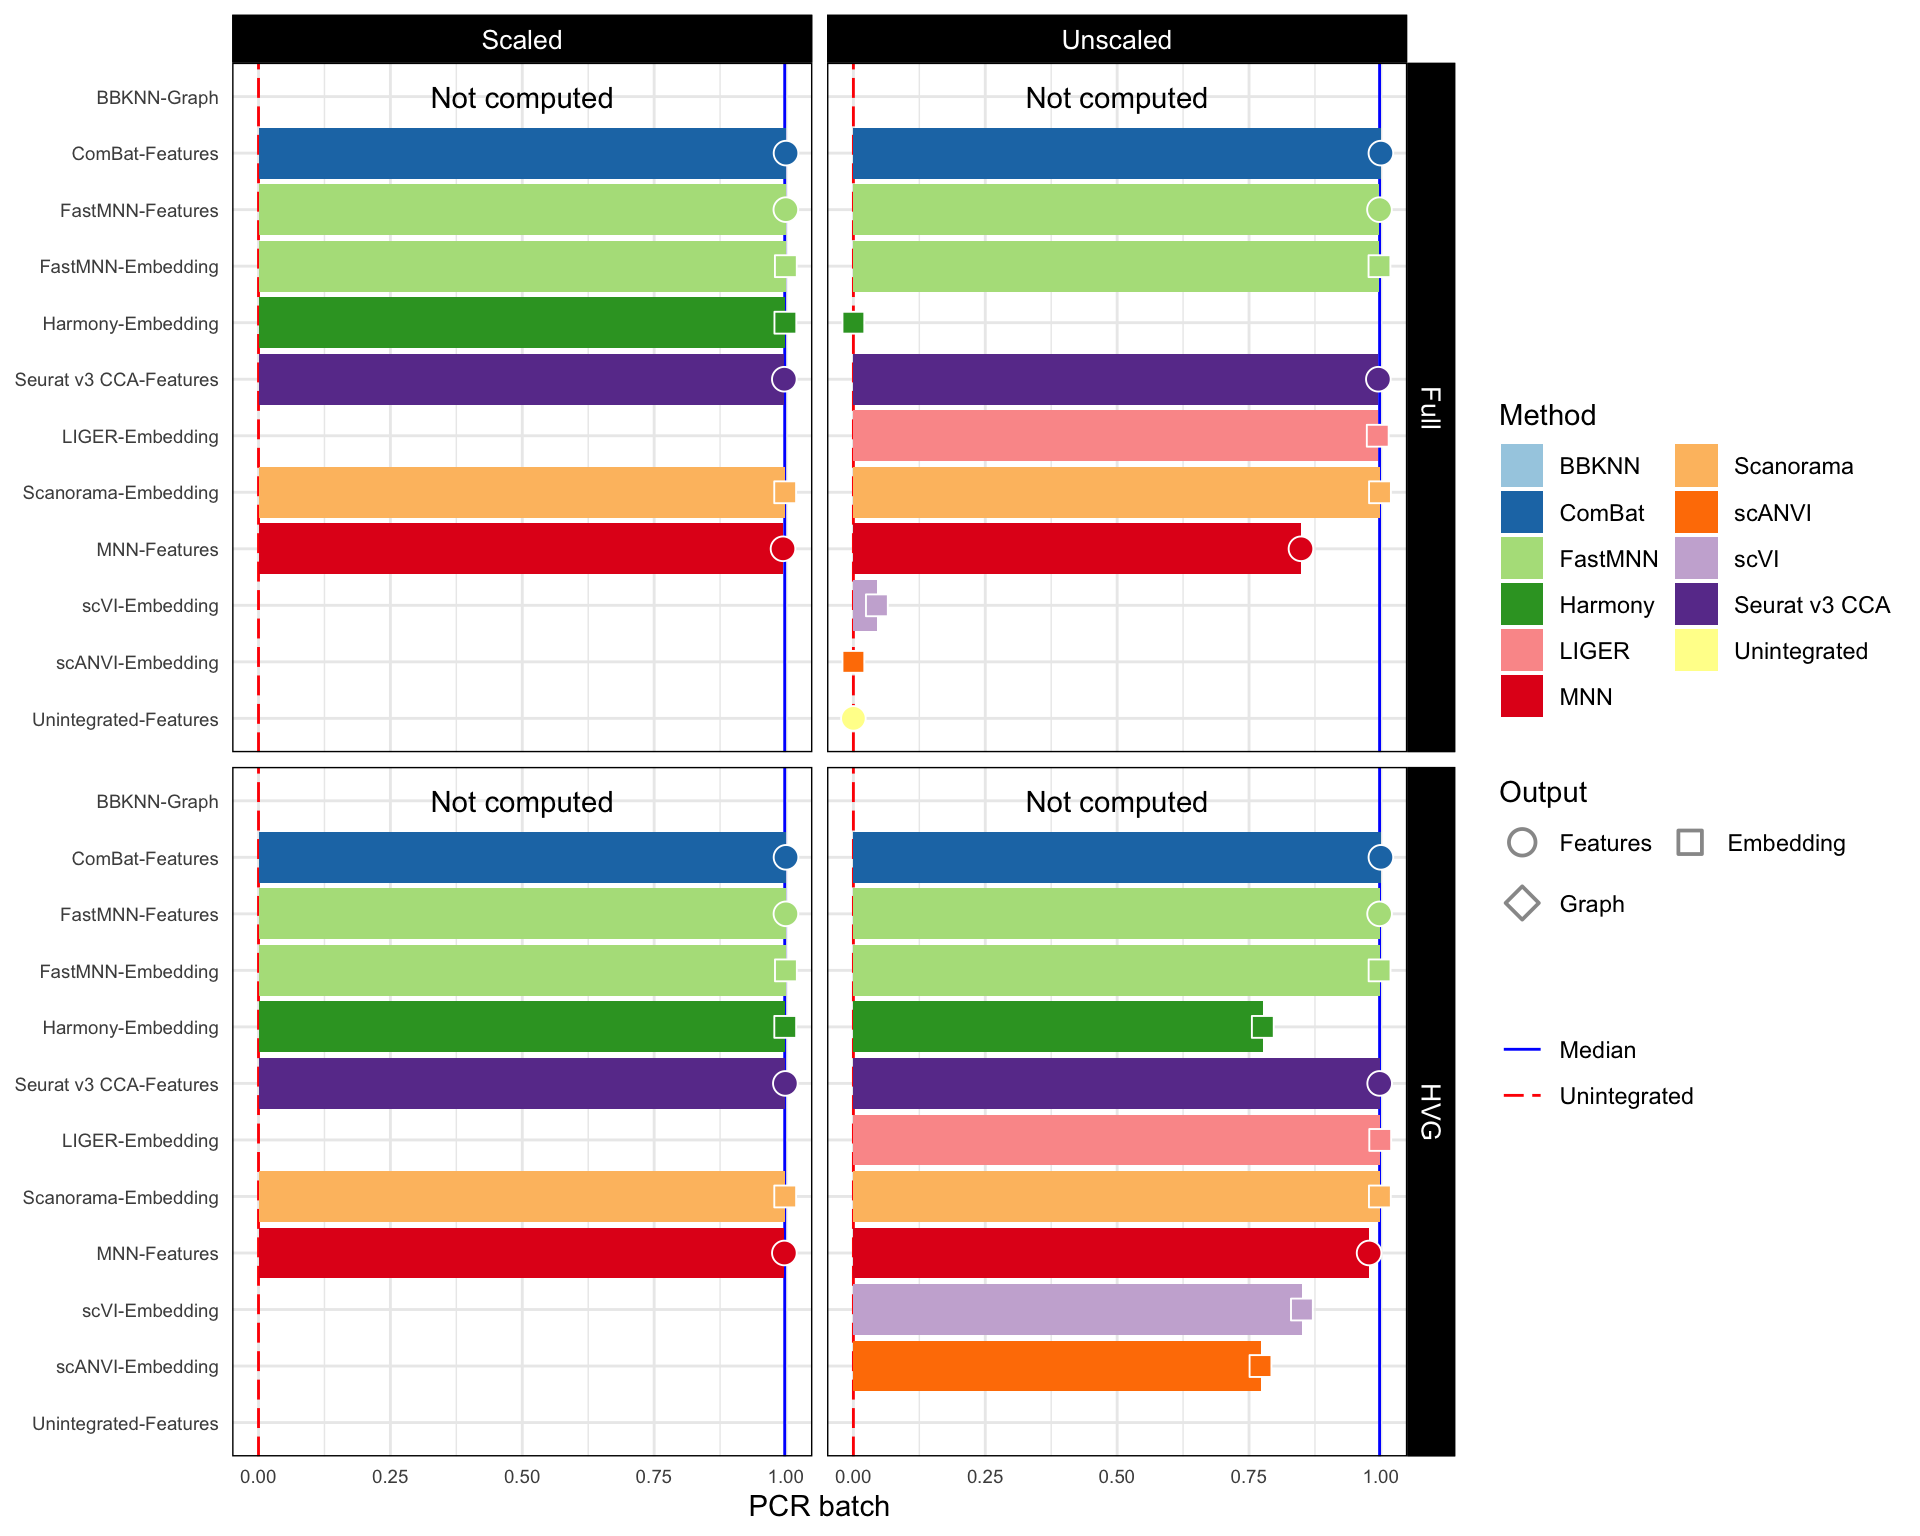 Scaled
Unscaled
BBKNN-Graph
Not computed
Not computed
ComBat-Features
FastMNN-Features
FastMNN-Embedding
Harmony-Embedding
Seurat v3 CCA-Features
LIGER-Embedding
Scanorama-Embedding
MNN-Features
scVI-Embedding
scANVI-Embedding
Unintegrated-Features
Full
BBKNN-Graph
Not computed
Not computed
ComBat-Features
FastMNN-Features
FastMNN-Embedding
Harmony-Embedding
Seurat v3 CCA-Features
LIGER-Embedding
Scanorama-Embedding
MNN-Features
scVI-Embedding
scANVI-Embedding
Unintegrated-Features
HVG
0.00 0.25 0.50 0.75 1.00
0.00 0.25 0.50 0.75 1.00
PCR batch
Method
BBKNN
ComBat
FastMNN
Harmony
LIGER
MNN
Scanorama
scANVI
scVI
Seurat v3 CCA
Unintegrated
Output
Features
Embedding
Graph
Median
Unintegrated